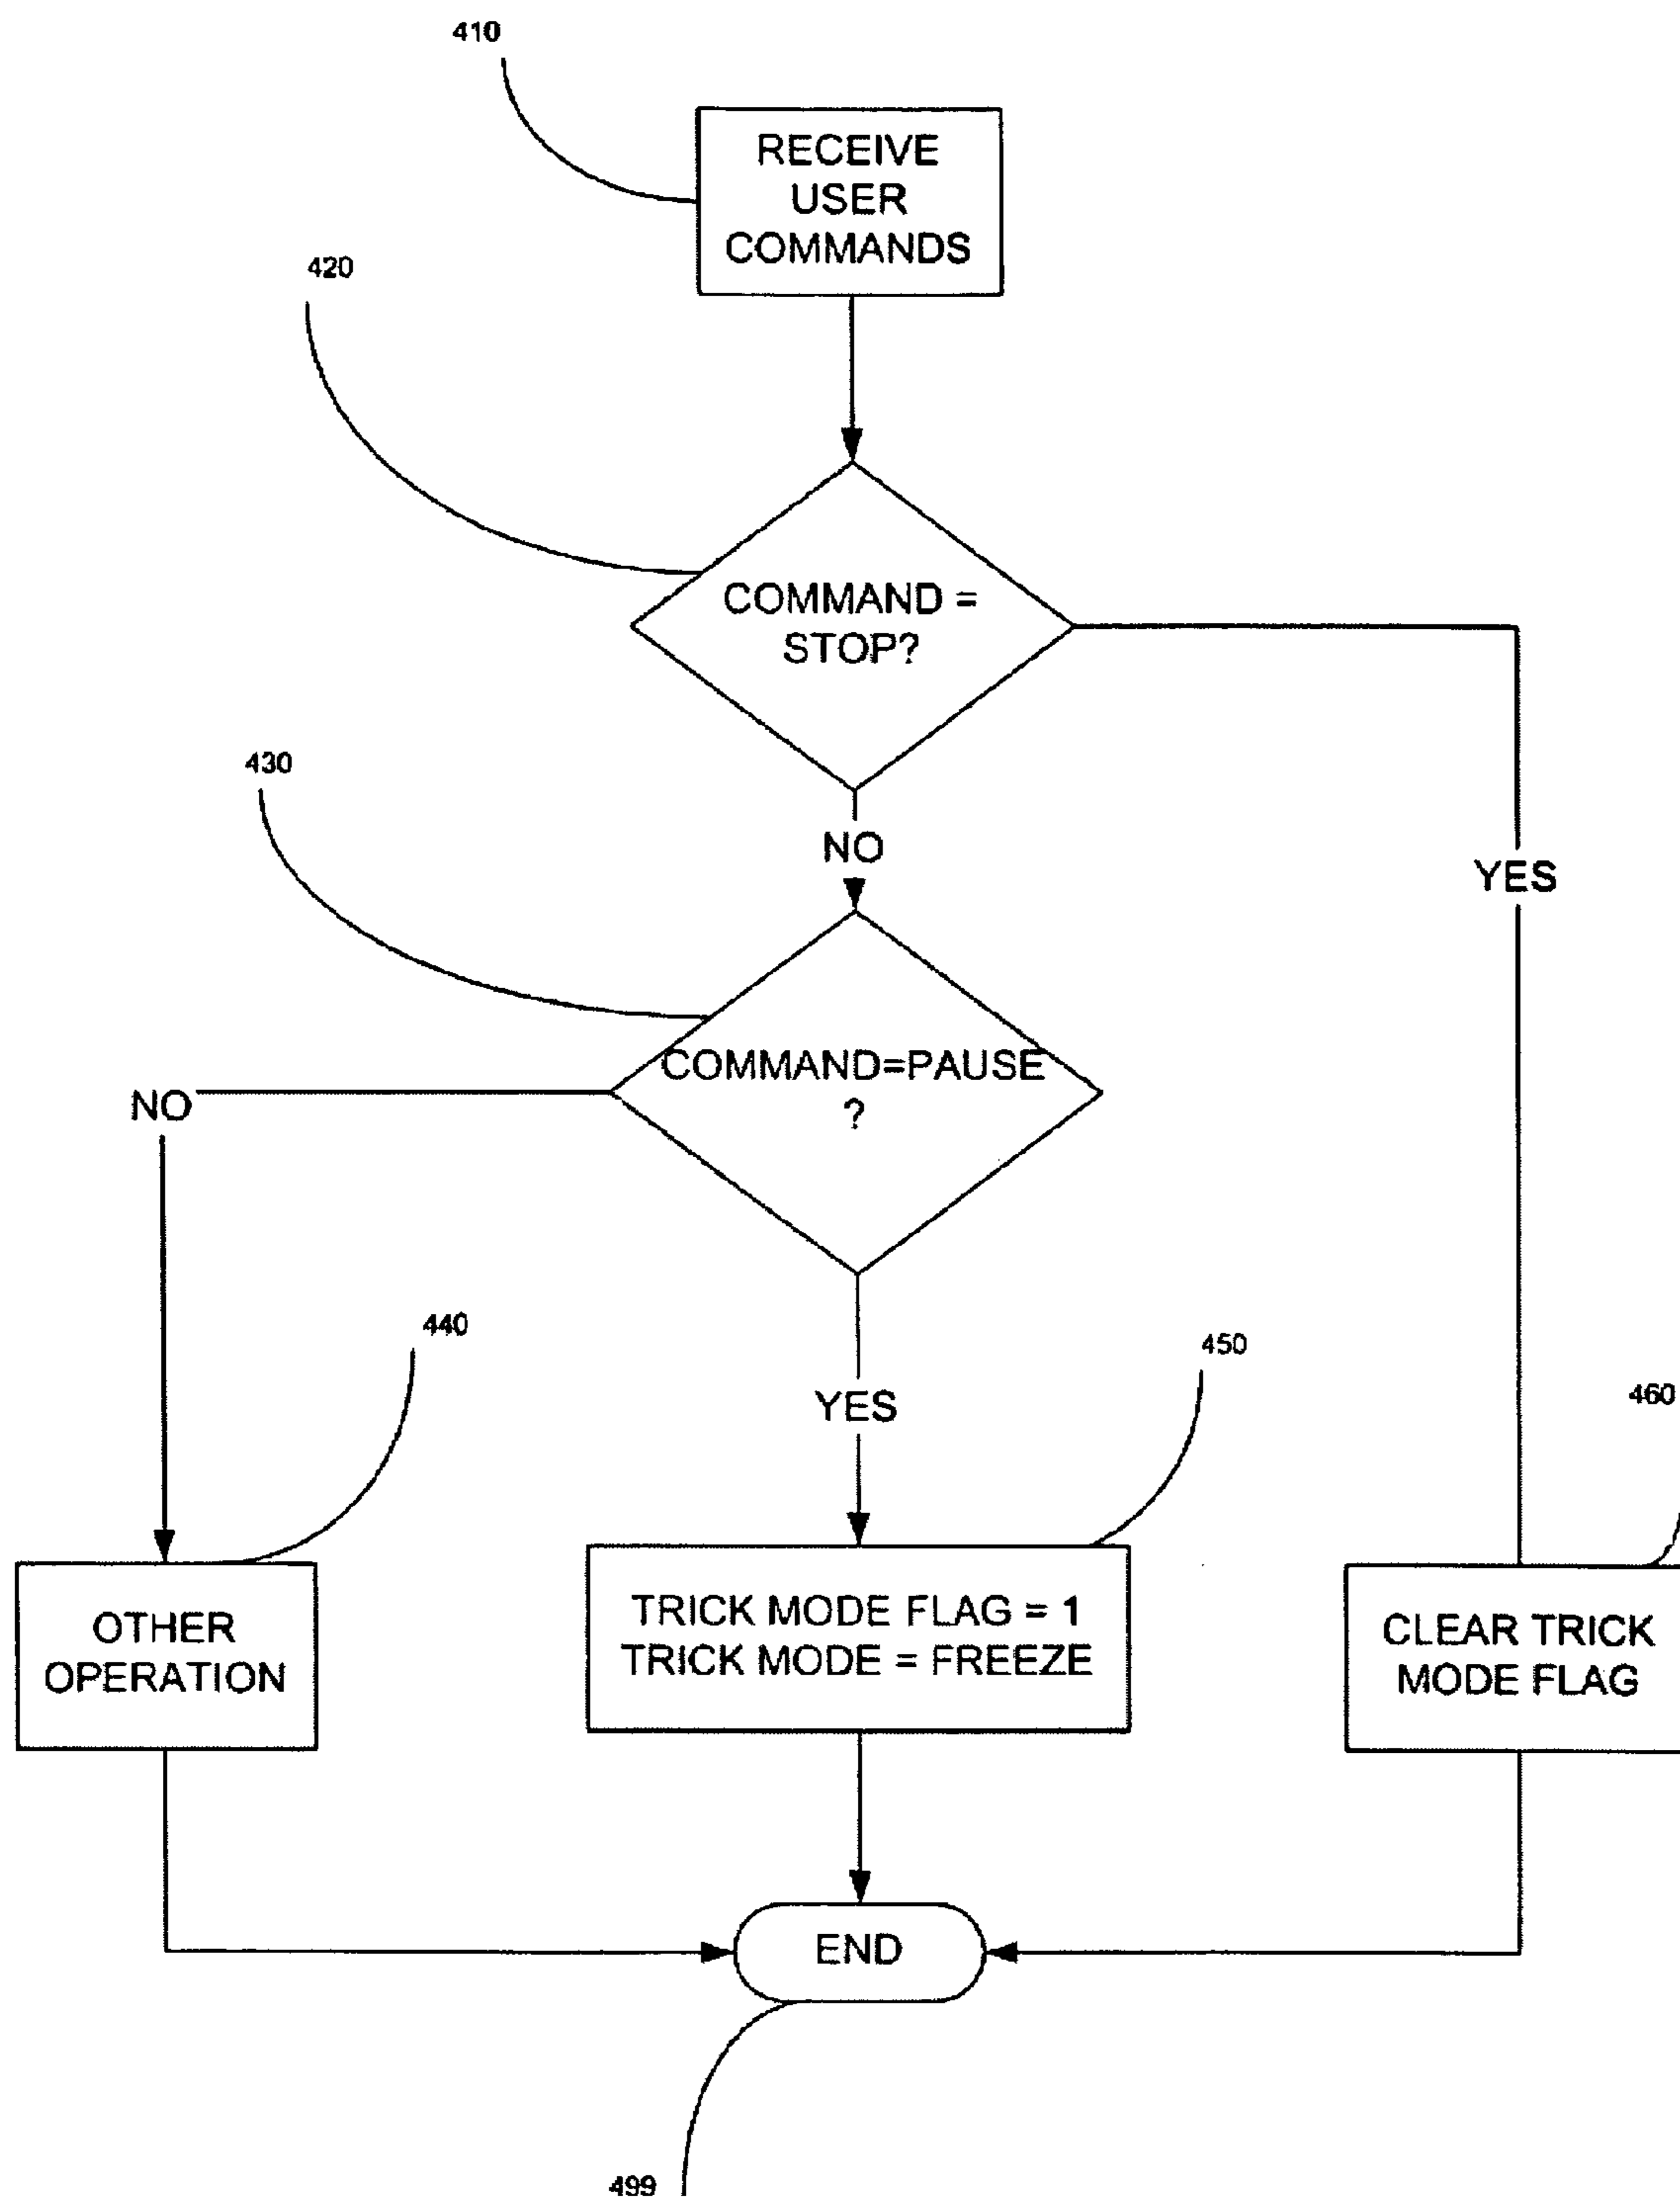 410
RECEIVE
USER
COMMANDS
420
COMMAND =
STOP?
430
NO
YES
COMMAND=PAUSE
?
NO
440
YES
450
460
OTHER
OPERATION
TRICK MODE FLAG = 1
TRICK MODE = FREEZE
CLEAR TRICK
MODE FLAG
END
499